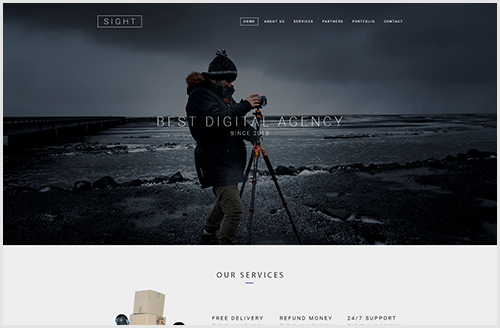 SIGHT
HOME ABOUT US SERVICES PARTNERS PORTFOLIO CONTACT
BEST DIGITAL AGENCY
SINCE 2018
OUR SERVICES
FREE DELIVERY REFUND MONEY 24/7 SUPPORT